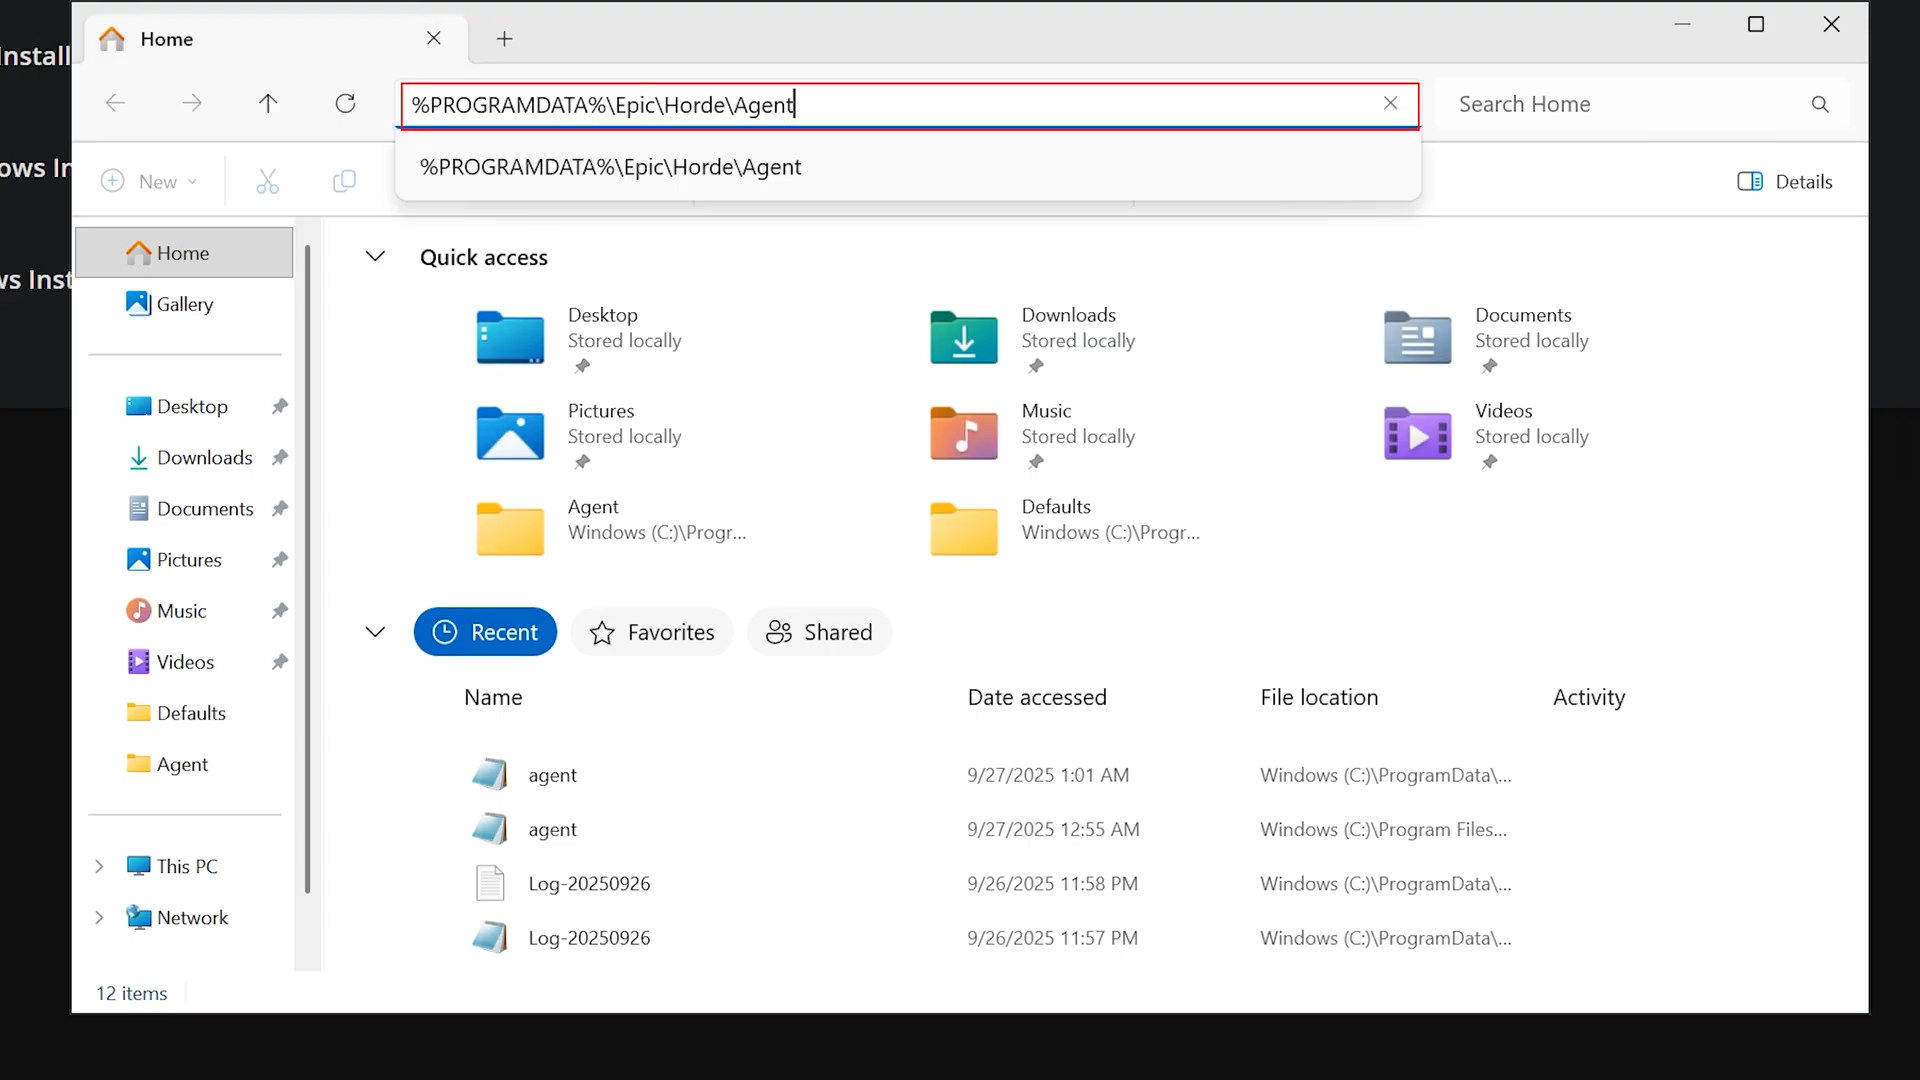 Install
ows In
ws Inst
Home
%PROGRAMDATA%\Epic\Horde\Agent
Search Home
%PROGRAMDATA%\Epic\Horde\Agent
New
Details
Home
Gallery
Desktop
Downloads
Documents
Pictures
Music
Videos
Defaults
Agent
This PC
Network
Quick access
Desktop
Stored locally
Downloads
Stored locally
Documents
Stored locally
Pictures
Stored locally
Music
Stored locally
Videos
Stored locally
Agent
Windows (C:)\Progr...
Defaults
Windows (C:)\Progr...
Recent
Favorites
Shared
Name Date accessed File location Activity
agent 9/27/2025 1:01 AM Windows (C:)\ProgramData\...
agent 9/27/2025 12:55 AM Windows (C:)\Program Files...
Log-20250926 9/26/2025 11:58 PM Windows (C:)\ProgramData\...
Log-20250926 9/26/2025 11:57 PM Windows (C:)\ProgramData\...
12 items